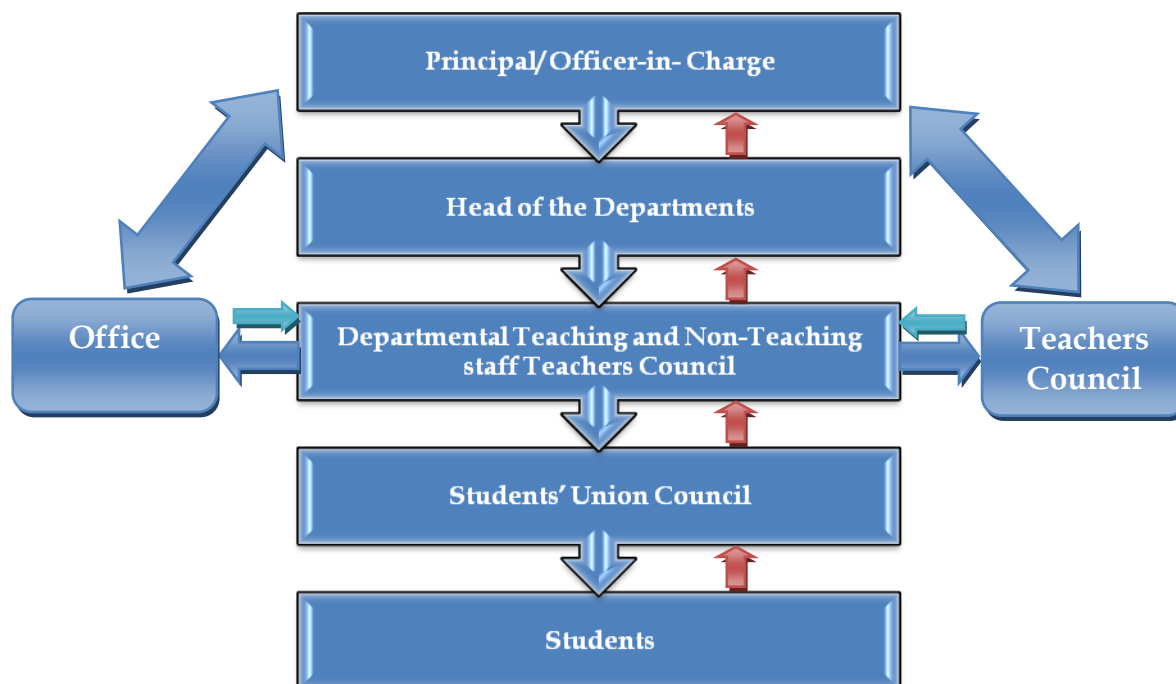 Principal/Officer-in- Charge
Head of the Departments
Office
Departmental Teaching and Non-Teaching
staff Teachers Council
Teachers
Council
Students’ Union Council
Students